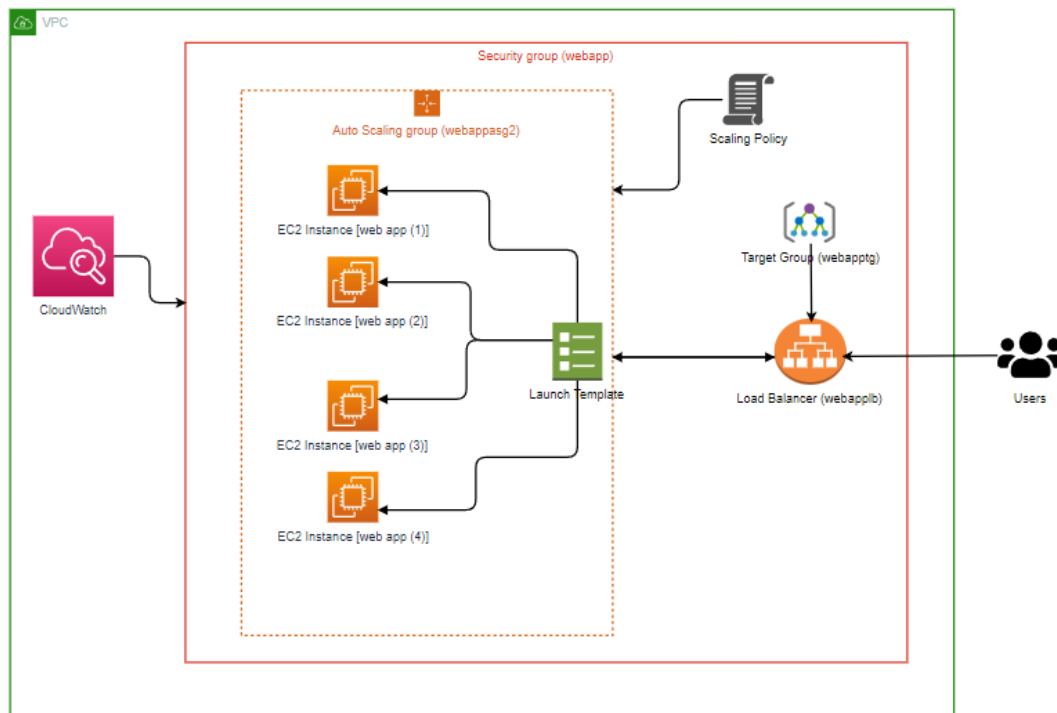 VPC
Security group (webapp)
Auto Scaling group (webappasg2)
Scaling Policy
EC2 Instance [web app (1)]
Target Group (webapptg)
CloudWatch
EC2 Instance [web app (2)]
Launch Template
Load Balancer (webapplb)
Users
EC2 Instance [web app (3)]
EC2 Instance [web app (4)]